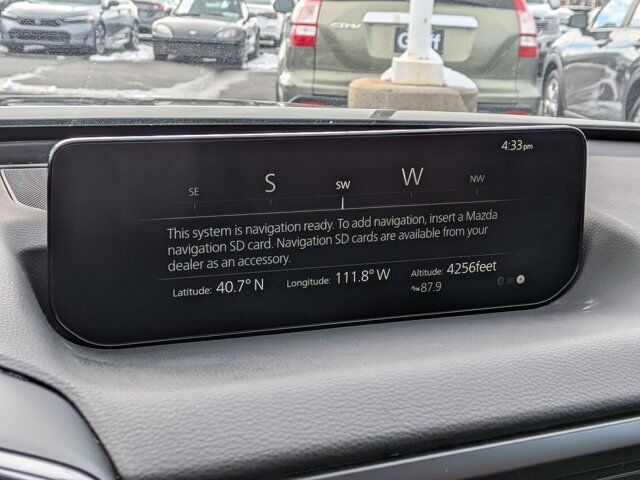 CR-V
4:33pm
SE S SW W NW
This system is navigation ready. To add navigation, insert a Mazda
navigation SD card. Navigation SD cards are available from your
dealer as an accessory.
Latitude: 40.7° N Longitude: 111.8° W Altitude: 4256feet
FM 87.9